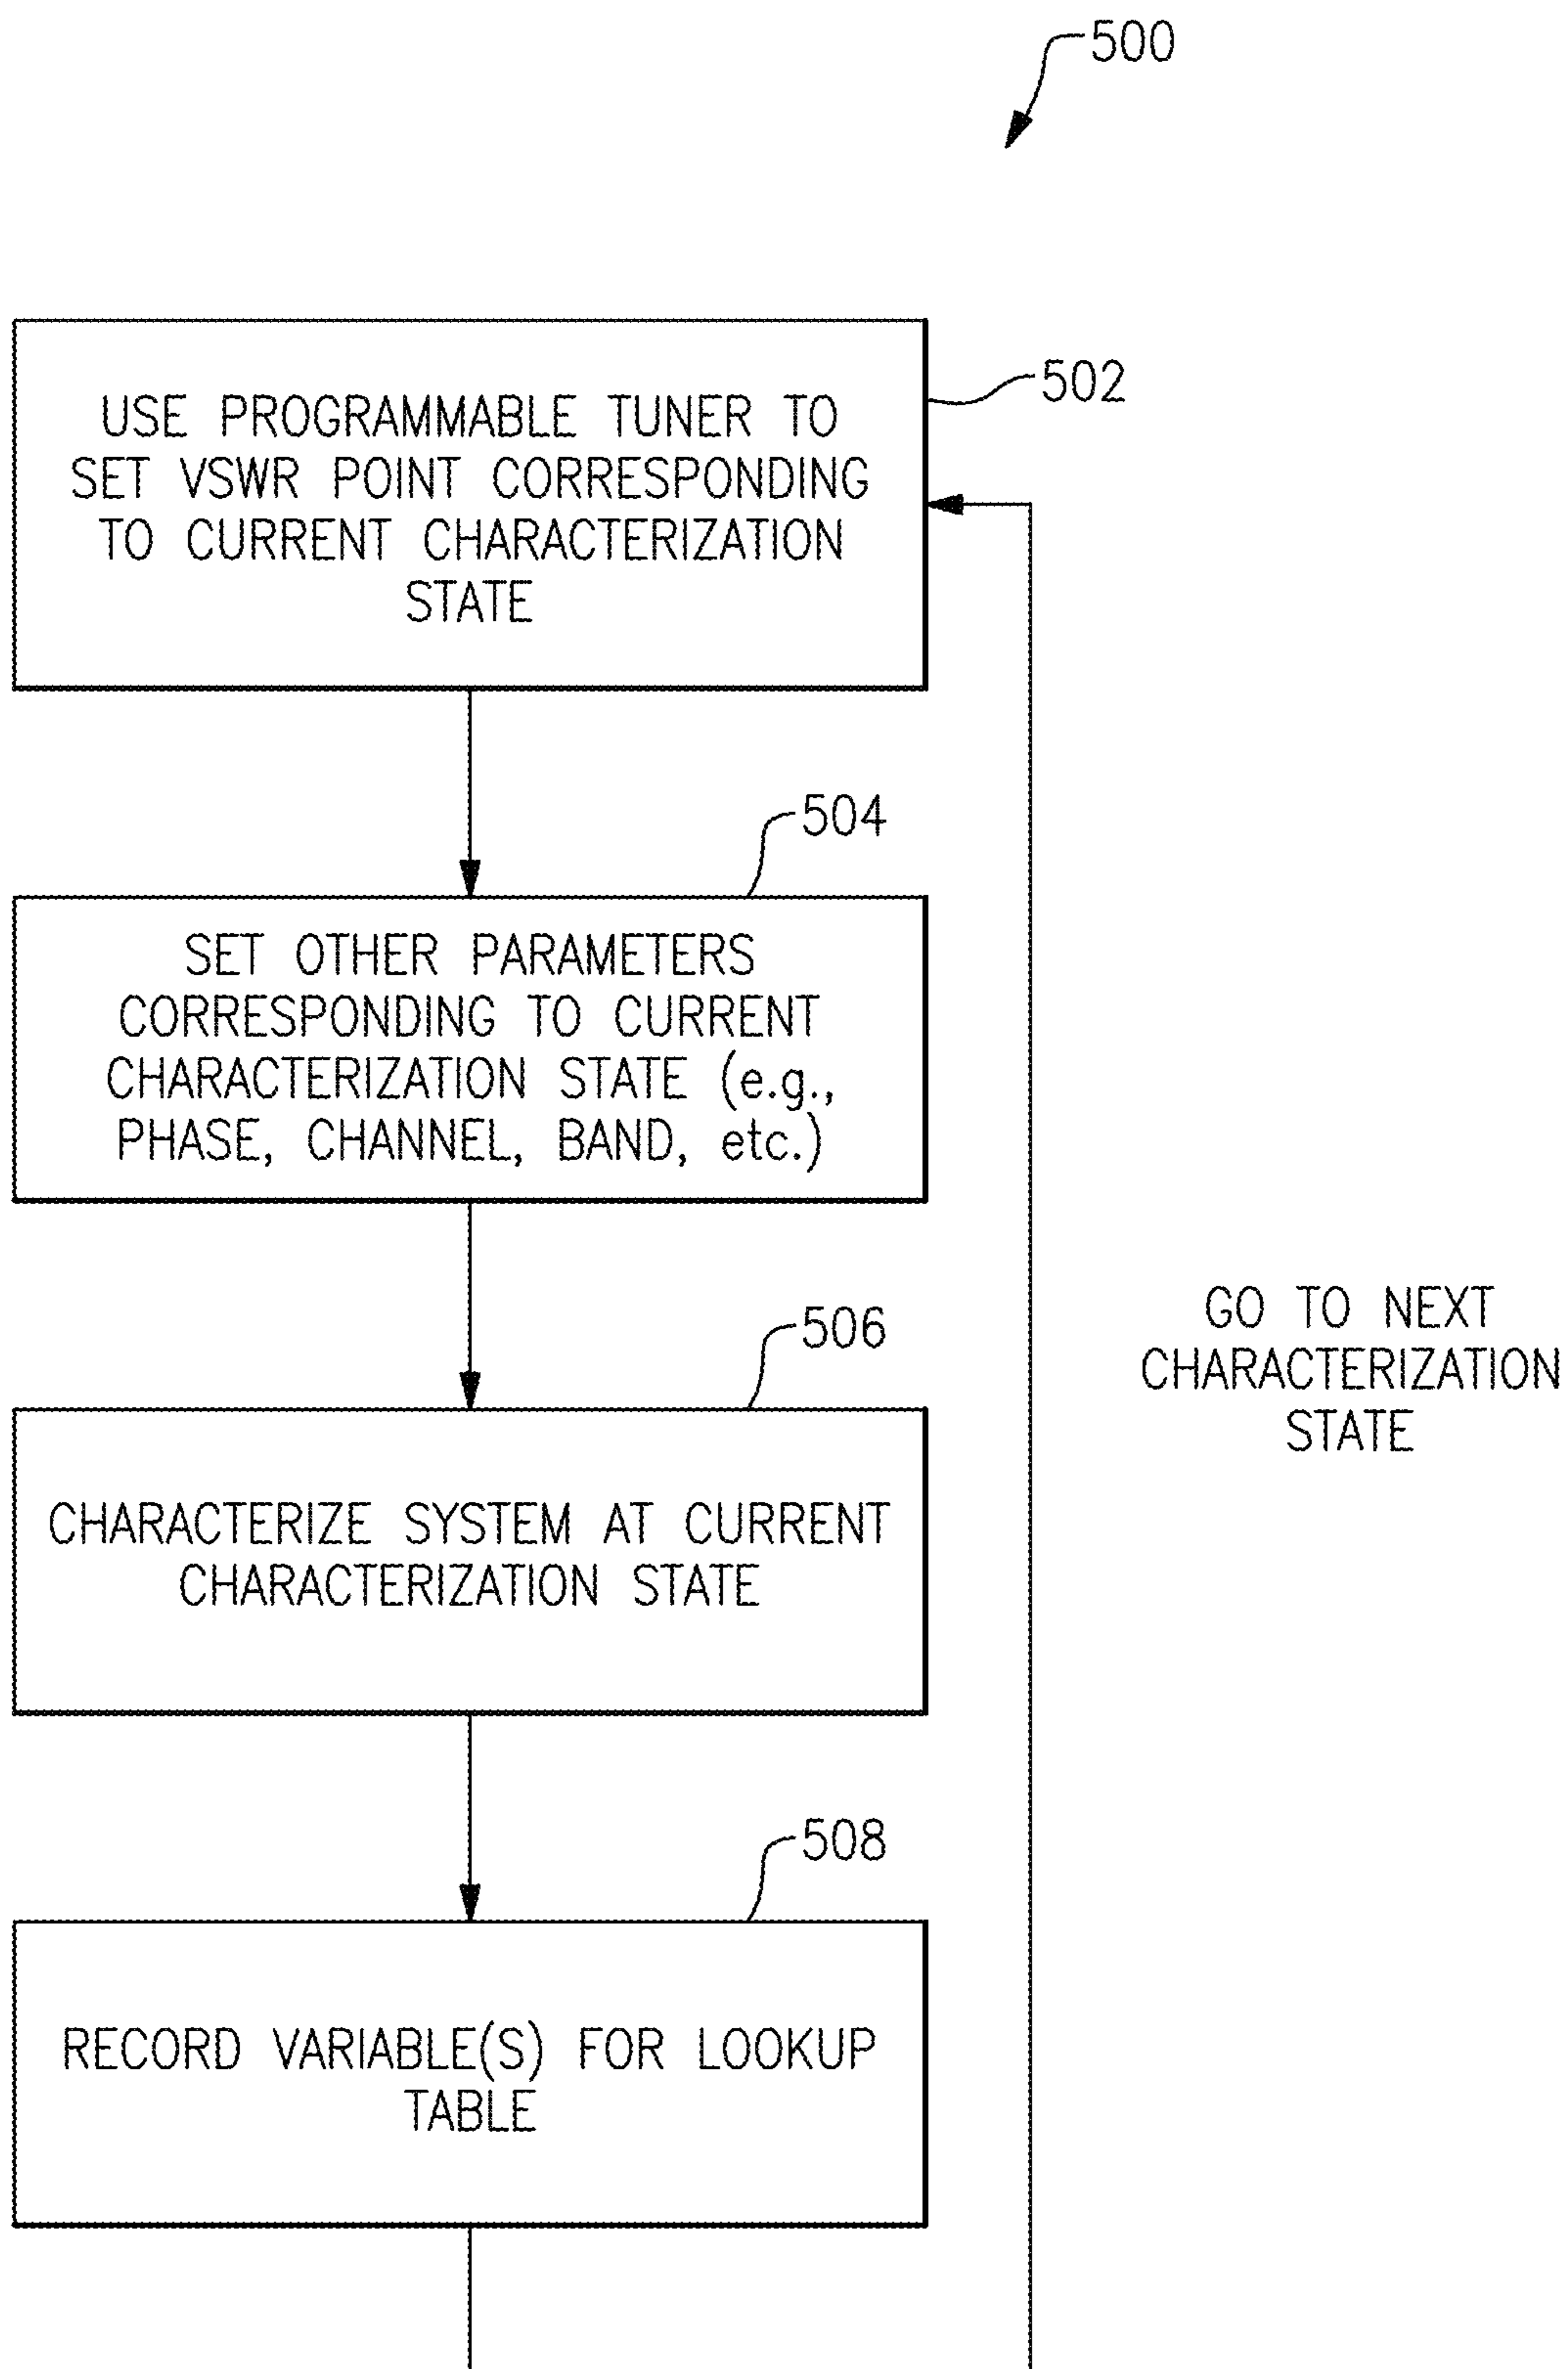 500
USE PROGRAMMABLE TUNER TO
SET VSWR POINT CORRESPONDING
TO CURRENT CHARACTERIZATION
STATE
502
504
SET OTHER PARAMETERS
CORRESPONDING TO CURRENT
CHARACTERIZATION STATE (e.g.,
PHASE, CHANNEL, BAND, etc.)
506
GO TO NEXT
CHARACTERIZATION
STATE
CHARACTERIZE SYSTEM AT CURRENT
CHARACTERIZATION STATE
508
RECORD VARIABLE(S) FOR LOOKUP
TABLE